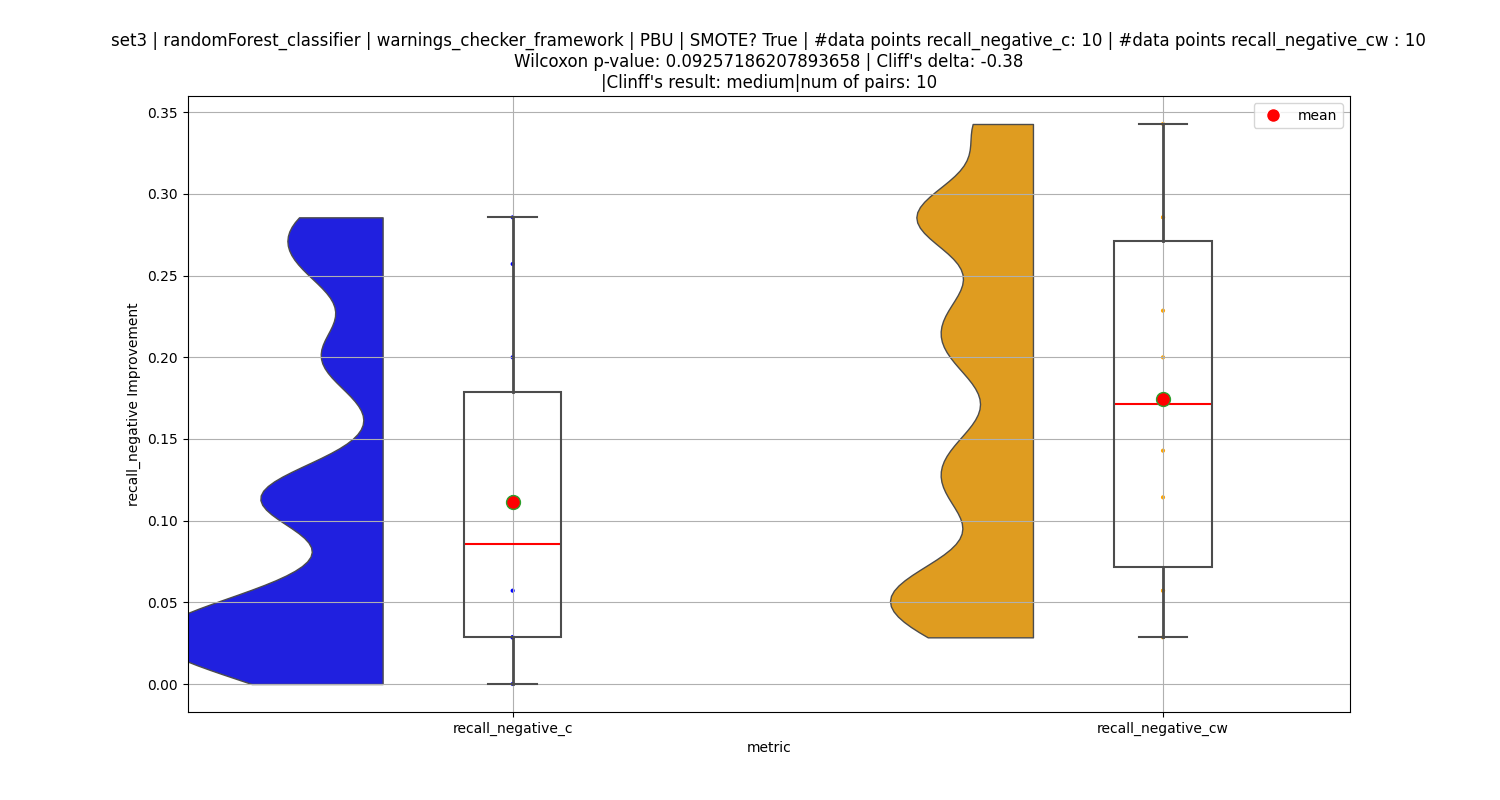 set3 | randomForest_classifier | warnings_checker_framework | PBU | SMOTE? True | #data points recall_negative_c: 10 | #data points recall_negative_cw : 10
Wilcoxon p-value: 0.09257186207893658 | Cliff's delta: -0.38
|Clinff's result: medium|num of pairs: 10
mean
0.35
0.30
0.25
0.20
0.15
0.10
0.05
0.00
recall_negative Improvement
recall_negative_c
recall_negative_cw
metric